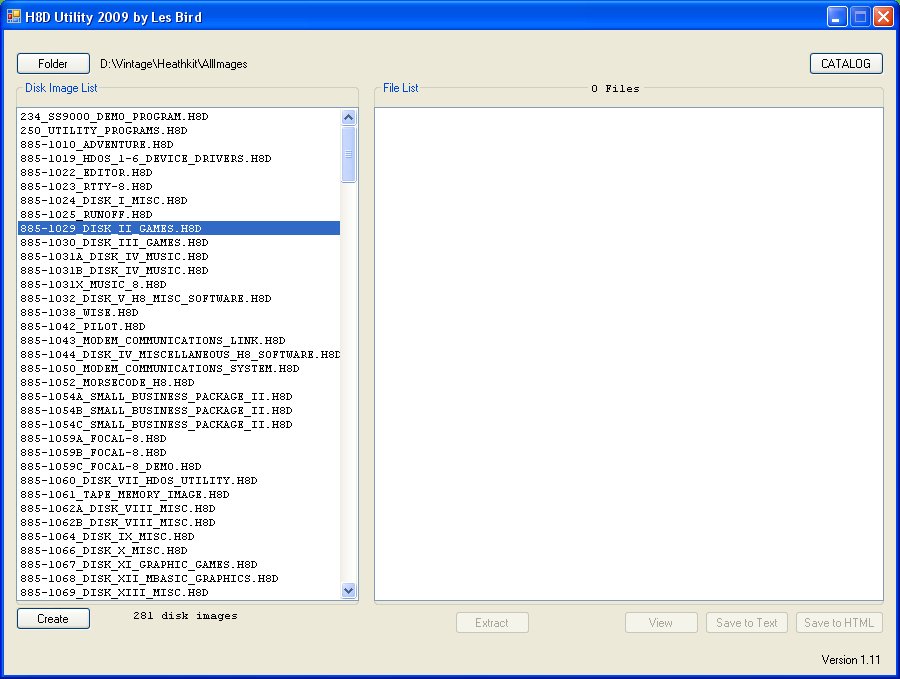 H8D Utility 2009 by Les Bird
Folder
D:\Vintage\Heathkit\AllImages
CATALOG
Disk Image List
File List
0 Files
234_SS9000_DEMO_PROGRAM.H8D
250_UTILITY_PROGRAMS.H8D
885-1010_ADVENTURE.H8D
885-1019_HDOS_1-6_DEVICE_DRIVERS.H8D
885-1022_EDITOR.H8D
885-1023_RTTY-8.H8D
885-1024_DISK_I_MISC.H8D
885-1025_RUNOFF.H8D
885-1029_DISK_II_GAMES.H8D
885-1030_DISK_III_GAMES.H8D
885-1031A_DISK_IV_MUSIC.H8D
885-1031B_DISK_IV_MUSIC.H8D
885-1031X_MUSIC_8.H8D
885-1032_DISK_V_H8_MISC_SOFTWARE.H8D
885-1038_WISE.H8D
885-1042_PILOT.H8D
885-1043_MODEM_COMMUNICATIONS_LINK.H8D
885-1044_DISK_IV_MISCELLANEOUS_H8_SOFTWARE.H8D
885-1050_MODEM_COMMUNICATIONS_SYSTEM.H8D
885-1052_MORSECODE_H8.H8D
885-1054A_SMALL_BUSINESS_PACKAGE_II.H8D
885-1054B_SMALL_BUSINESS_PACKAGE_II.H8D
885-1054C_SMALL_BUSINESS_PACKAGE_II.H8D
885-1059A_FOCAL-8.H8D
885-1059B_FOCAL-8.H8D
885-1059C_FOCAL-8_DEMO.H8D
885-1060_DISK_VII_HDOS_UTILITY.H8D
885-1061_TAPE_MEMORY_IMAGE.H8D
885-1062A_DISK_VIII_MISC.H8D
885-1062B_DISK_VIII_MISC.H8D
885-1064_DISK_IX_MISC.H8D
885-1066_DISK_X_MISC.H8D
885-1067_DISK_XI_GRAPHIC_GAMES.H8D
885-1068_DISK_XII_MBASIC_GRAPHICS.H8D
885-1069_DISK_XIII_MISC.H8D
Create
281 disk images
Extract
View
Save to Text
Save to HTML
Version 1.11